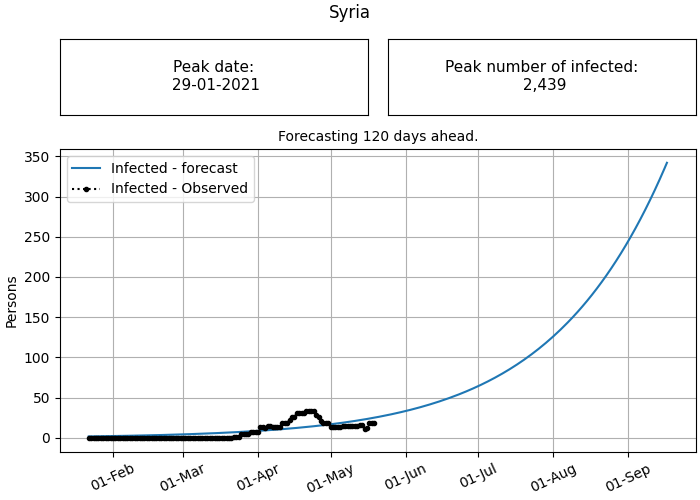 Syria
Peak date:
29-01-2021
Peak number of infected:
2,439
Forecasting 120 days ahead.
Infected - forecast
Infected - Observed
Persons
350
300
250
200
150
100
50
0
01-Feb
01-Mar
01-Apr
01-May
01-Jun
01-Jul
01-Aug
01-Sep